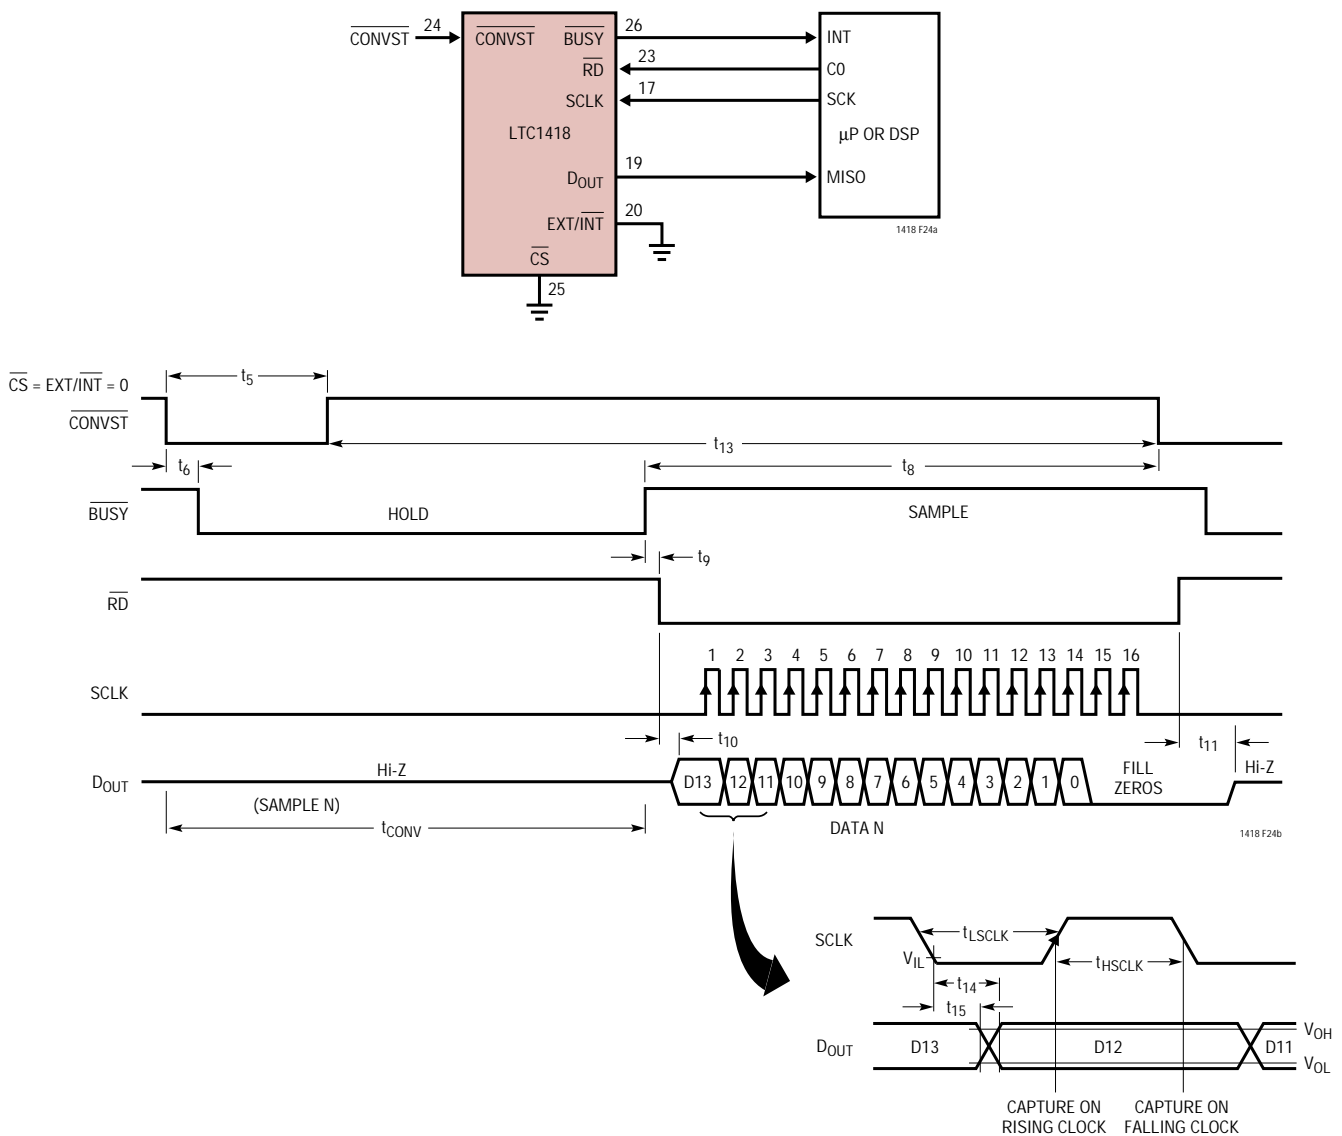 CONVST 24 CONVST BUSY 26 INT
RD 23 C0
SCLK 17 SCK
LTC1418 µP OR DSP
DOUT 19 MISO
EXT/INT 20
1418 F24a
CS
25
CS = EXT/INT = 0 t5
CONVST
t13
t6 t8
BUSY HOLD SAMPLE
t9
RD
1 2 3 4 5 6 7 8 9 10 11 12 13 14 15 16
SCLK
t10 t11
DOUT Hi-Z D13 12 11 10 9 8 7 6 5 4 3 2 1 0 FILL ZEROS Hi-Z
(SAMPLE N)
tCONV DATA N
1418 F24b
SCLK tLSCLK
VIL tHSCLK
t14
t15
VOH
DOUT D13 D12 D11
VOL
CAPTURE ON CAPTURE ON
RISING CLOCK FALLING CLOCK